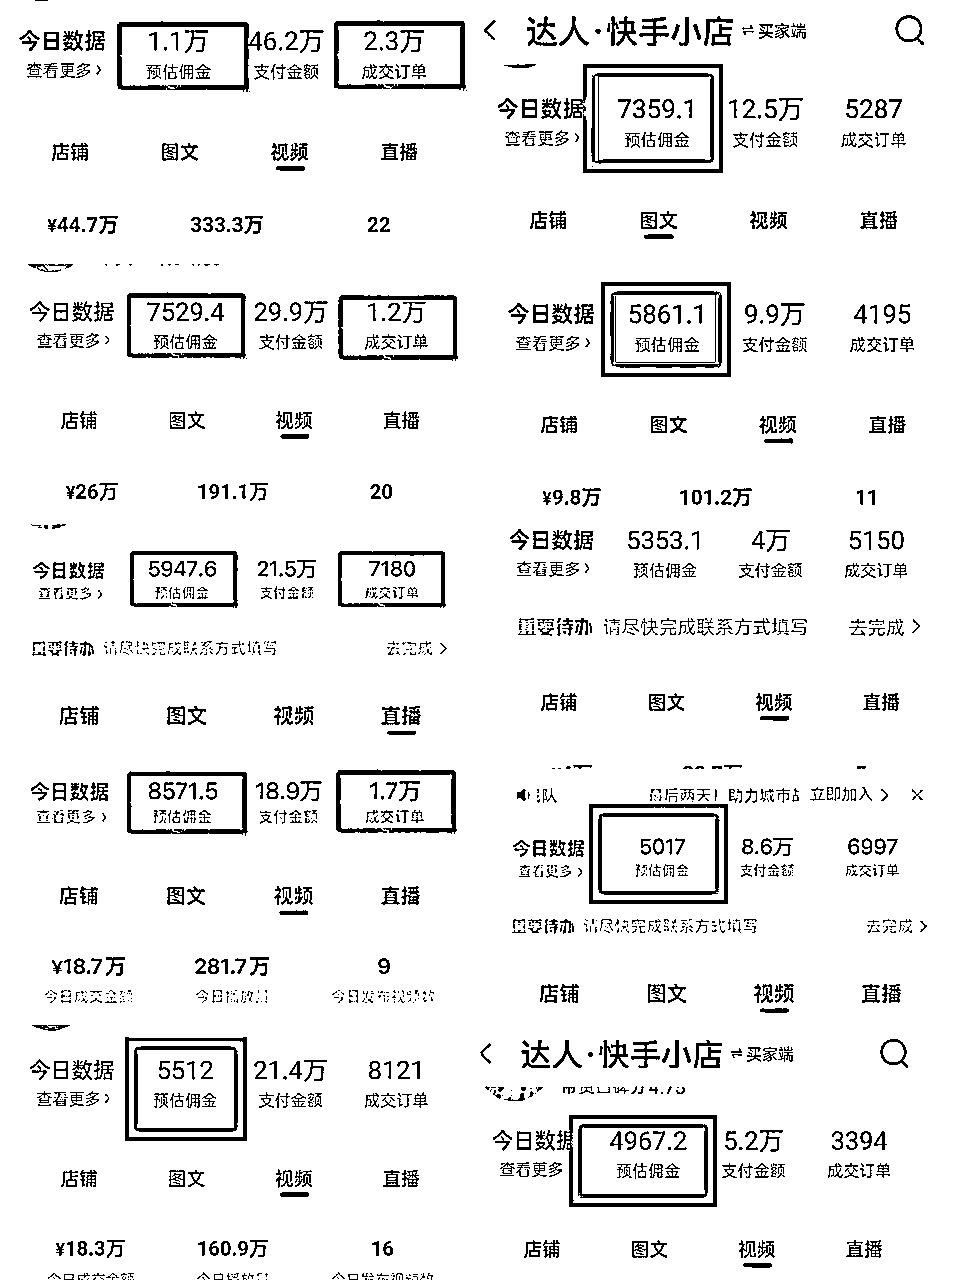 今日数据 1.1万 46.2万 2.3万
查看更多› 预估佣金 支付金额 成交订单
店铺 图文 视频 直播
¥44.7万 333.3万 22
今日数据 7529.4 29.9万 1.2万
查看更多› 预估佣金 支付金额 成交订单
店铺 图文 视频 直播
¥26万 191.1万 20
今日数据 5947.6 21.5万 7180
查看更多› 预估佣金 支付金额 成交订单
重要待办 请尽快完成联系方式填写 去完成 >
店铺 图文 视频 直播
今日数据 8571.5 18.9万 1.7万
查看更多› 预估佣金 支付金额 成交订单
店铺 图文 视频 直播
¥18.7万 281.7万 9
今日成交金额 今日播放量 今日发布视频数
今日数据 5512 21.4万 8121
查看更多› 预估佣金 支付金额 成交订单
店铺 图文 视频 直播
¥18.3万 160.9万 16
今日成交金额 今日播放量 今日发布视频数
达人·快手小店 ⇌买家端
今日数据 7359.1 12.5万 5287
查看更多› 预估佣金 支付金额 成交订单
店铺 图文 视频 直播
今日数据 5861.1 9.9万 4195
查看更多› 预估佣金 支付金额 成交订单
店铺 图文 视频 直播
¥9.8万 101.2万 11
今日数据 5353.1 4万 5150
查看更多› 预估佣金 支付金额 成交订单
重要待办 请尽快完成联系方式填写 去完成 >
店铺 图文 视频 直播
队 最后两天! 助力城市 立即加入 > ×
今日数据 5017 8.6万 6997
查看更多› 预估佣金 支付金额 成交订单
重要待办 请尽快完成联系方式填写 去完成 >
店铺 图文 视频 直播
达人·快手小店 ⇌买家端
带货口碑分4.75
今日数据 4967.2 5.2万 3394
查看更多 预估佣金 支付金额 成交订单
店铺 图文 视频 直播